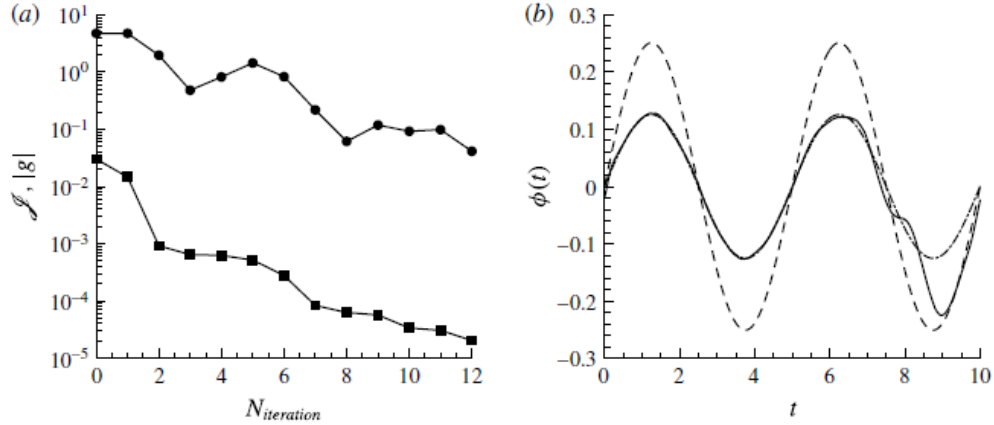 (a)
10^1
10^0
10^-1
10^-2
10^-3
10^-4
10^-5
𝒥, |g|
0 2 4 6 8 10 12
N_iteration
(b)
0.3
0.2
0.1
0
−0.1
−0.2
−0.3
ϕ(t)
0 2 4 6 8 10
t